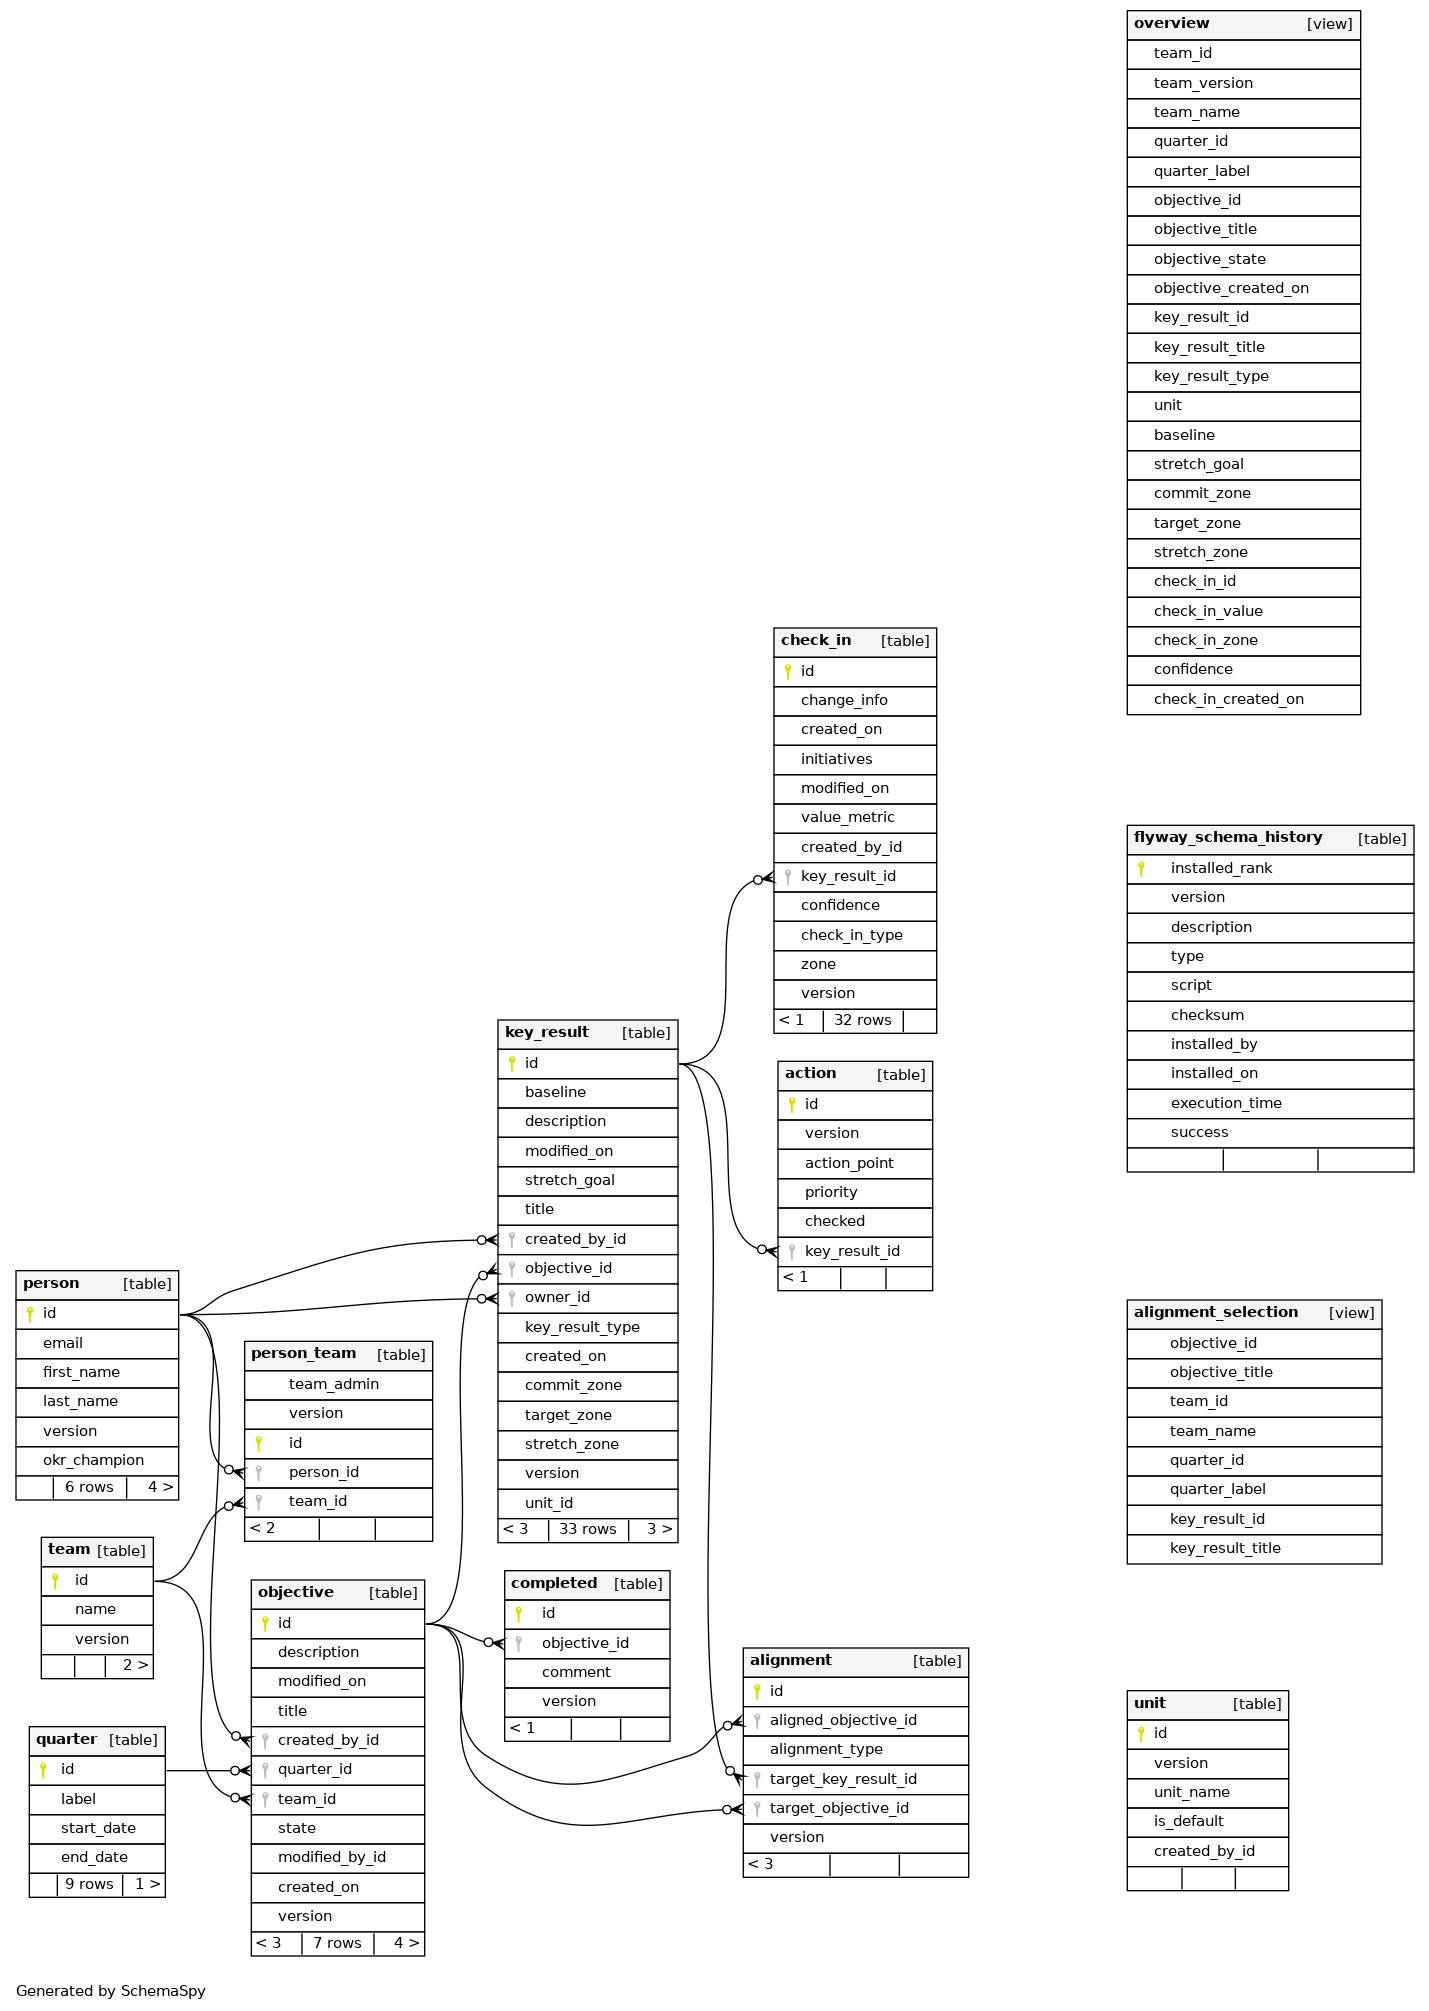 overview [view]
team_id
team_version
team_name
quarter_id
quarter_label
objective_id
objective_title
objective_state
objective_created_on
key_result_id
key_result_title
key_result_type
unit
baseline
stretch_goal
commit_zone
target_zone
stretch_zone
check_in_id
check_in_value
check_in_zone
confidence
check_in_created_on
check_in [table]
id
change_info
created_on
initiatives
modified_on
value_metric
created_by_id
key_result_id
confidence
check_in_type
zone
version
< 1 32 rows
flyway_schema_history [table]
installed_rank
version
description
type
script
checksum
installed_by
installed_on
execution_time
success
key_result [table]
id
baseline
description
modified_on
stretch_goal
title
created_by_id
objective_id
owner_id
key_result_type
created_on
commit_zone
target_zone
stretch_zone
version
unit_id
< 3 33 rows 3 >
action [table]
id
version
action_point
priority
checked
key_result_id
< 1
person [table]
id
email
first_name
last_name
version
okr_champion
6 rows 4 >
person_team [table]
team_admin
version
id
person_id
team_id
< 2
alignment_selection [view]
objective_id
objective_title
team_id
team_name
quarter_id
quarter_label
key_result_id
key_result_title
team [table]
id
name
version
2 >
objective [table]
id
description
modified_on
title
created_by_id
quarter_id
team_id
state
modified_by_id
created_on
version
< 3 7 rows 4 >
completed [table]
id
objective_id
comment
version
< 1
alignment [table]
id
aligned_objective_id
alignment_type
target_key_result_id
target_objective_id
version
< 3
quarter [table]
id
label
start_date
end_date
9 rows 1 >
unit [table]
id
version
unit_name
is_default
created_by_id
Generated by SchemaSpy